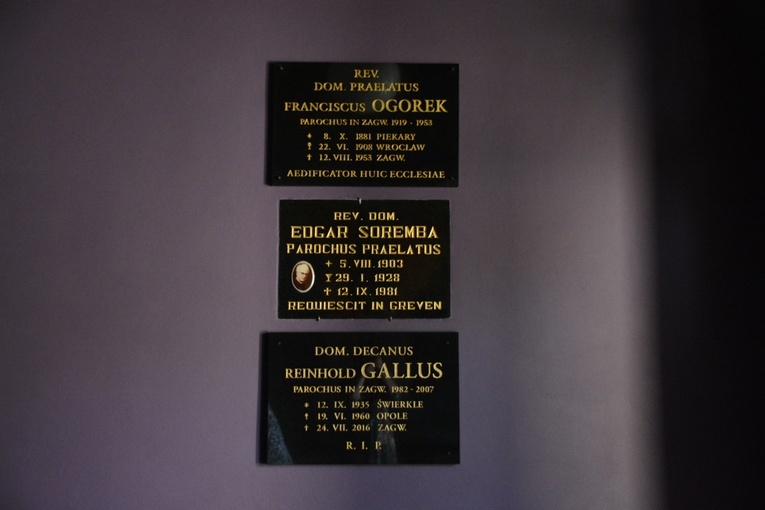 REV.
DOM. PRAELATUS
FRANCISCUS OGOREK
PAROCHUS IN ZAGW. 1919 - 1953
* 8. X. 1881 PIEKARY
22. VI. 1908 WROCŁAW
† 12. VIII. 1953 ZAGW.
AEDIFICATOR HUIC ECCLESIAE
REV. DOM.
EDGAR SOREMBA
PAROCHUS PRAELATUS
+ 5. VIII. 1903
29. I. 1928
† 12. IX. 1981
REQUIESCIT IN GREVEN
DOM. DECANUS
REINHOLD GALLUS
PAROCHUS IN ZAGW. 1982 - 2007
* 12. IX. 1935 ŚWIERKLE
19. VI. 1960 OPOLE
† 24. VII. 2016 ZAGW.
R. I. P.